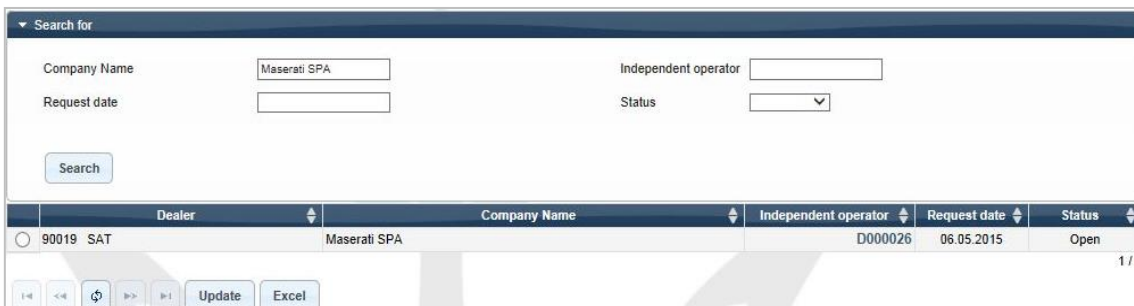 Search for
Company Name Maserati SPA Independent operator
Request date Status
Search
Dealer Company Name Independent operator Request date Status
90019 SAT Maserati SPA D000026 06.05.2015 Open
1 /
Update Excel